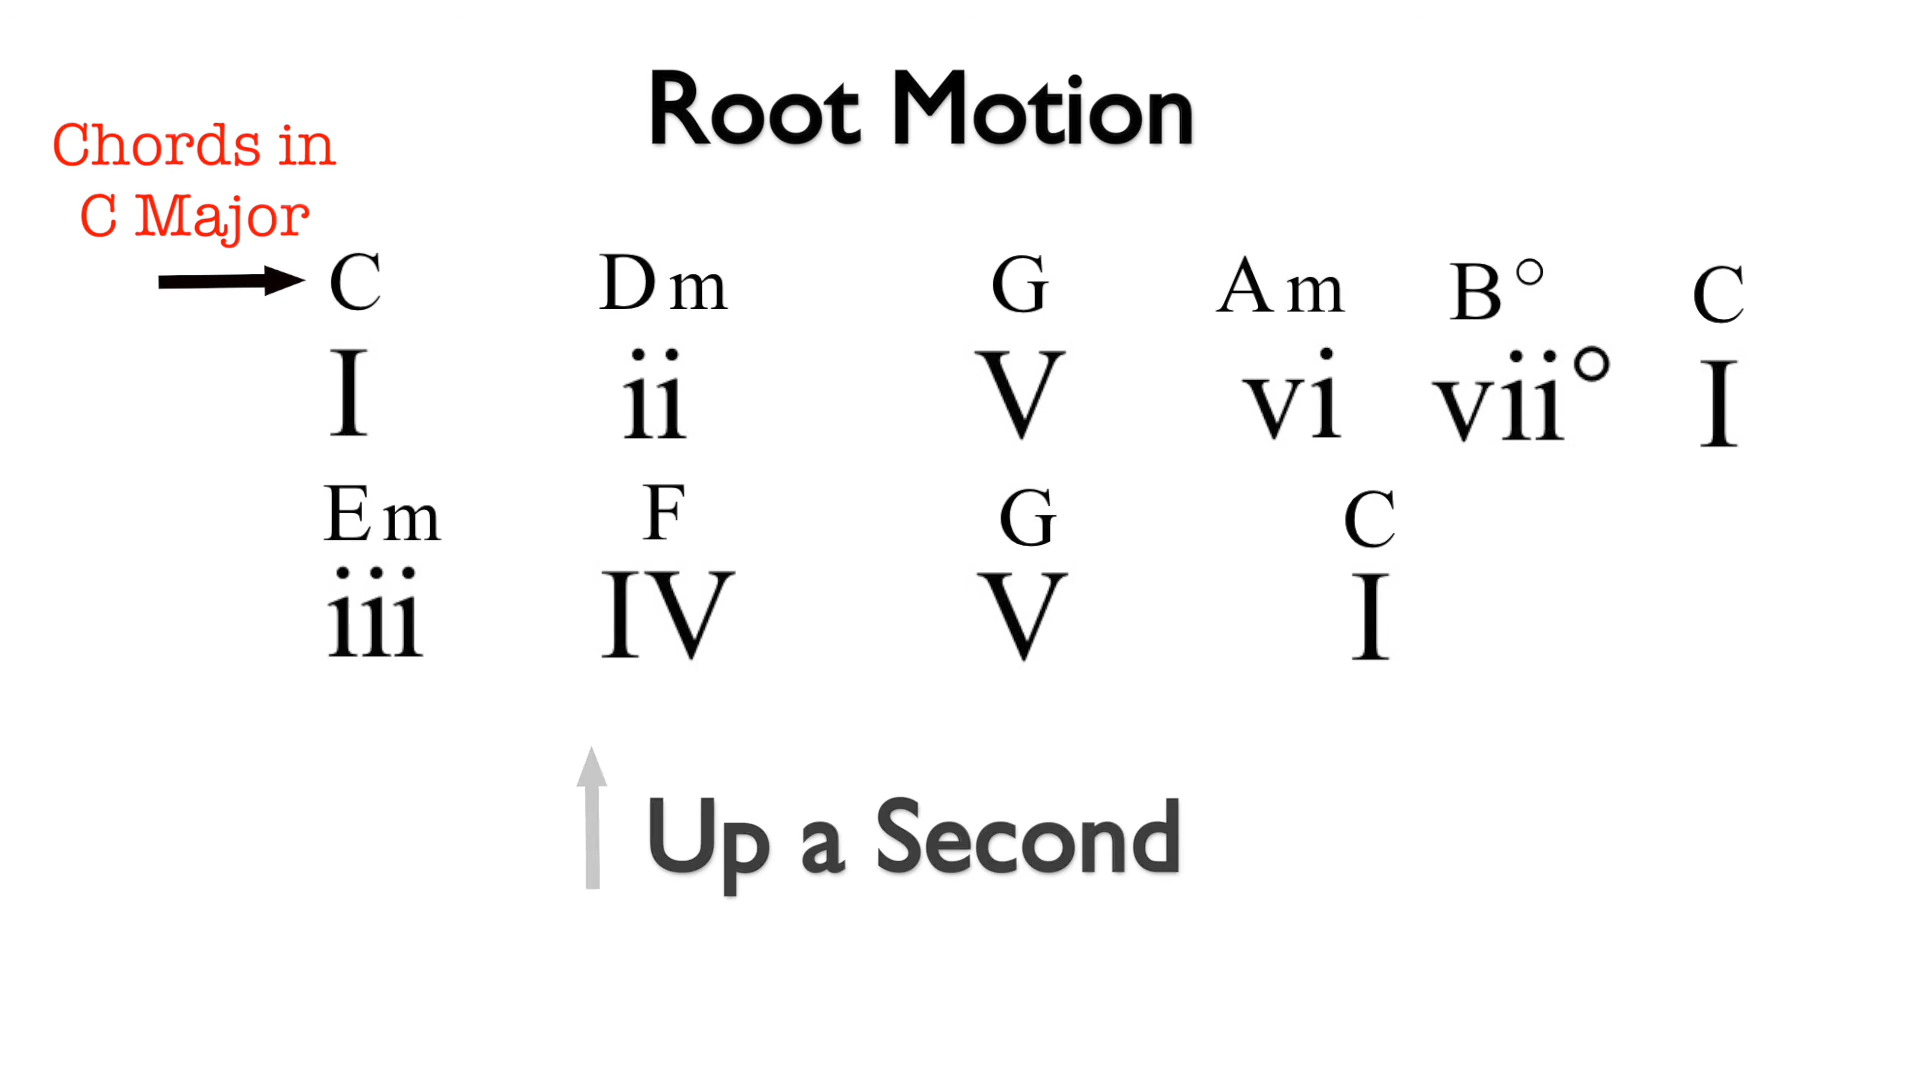 Root Motion
Chords in
C Major
C Dm G Am B° C
I ii V vi vii° I
Em F G C
iii IV V I
Up a Second